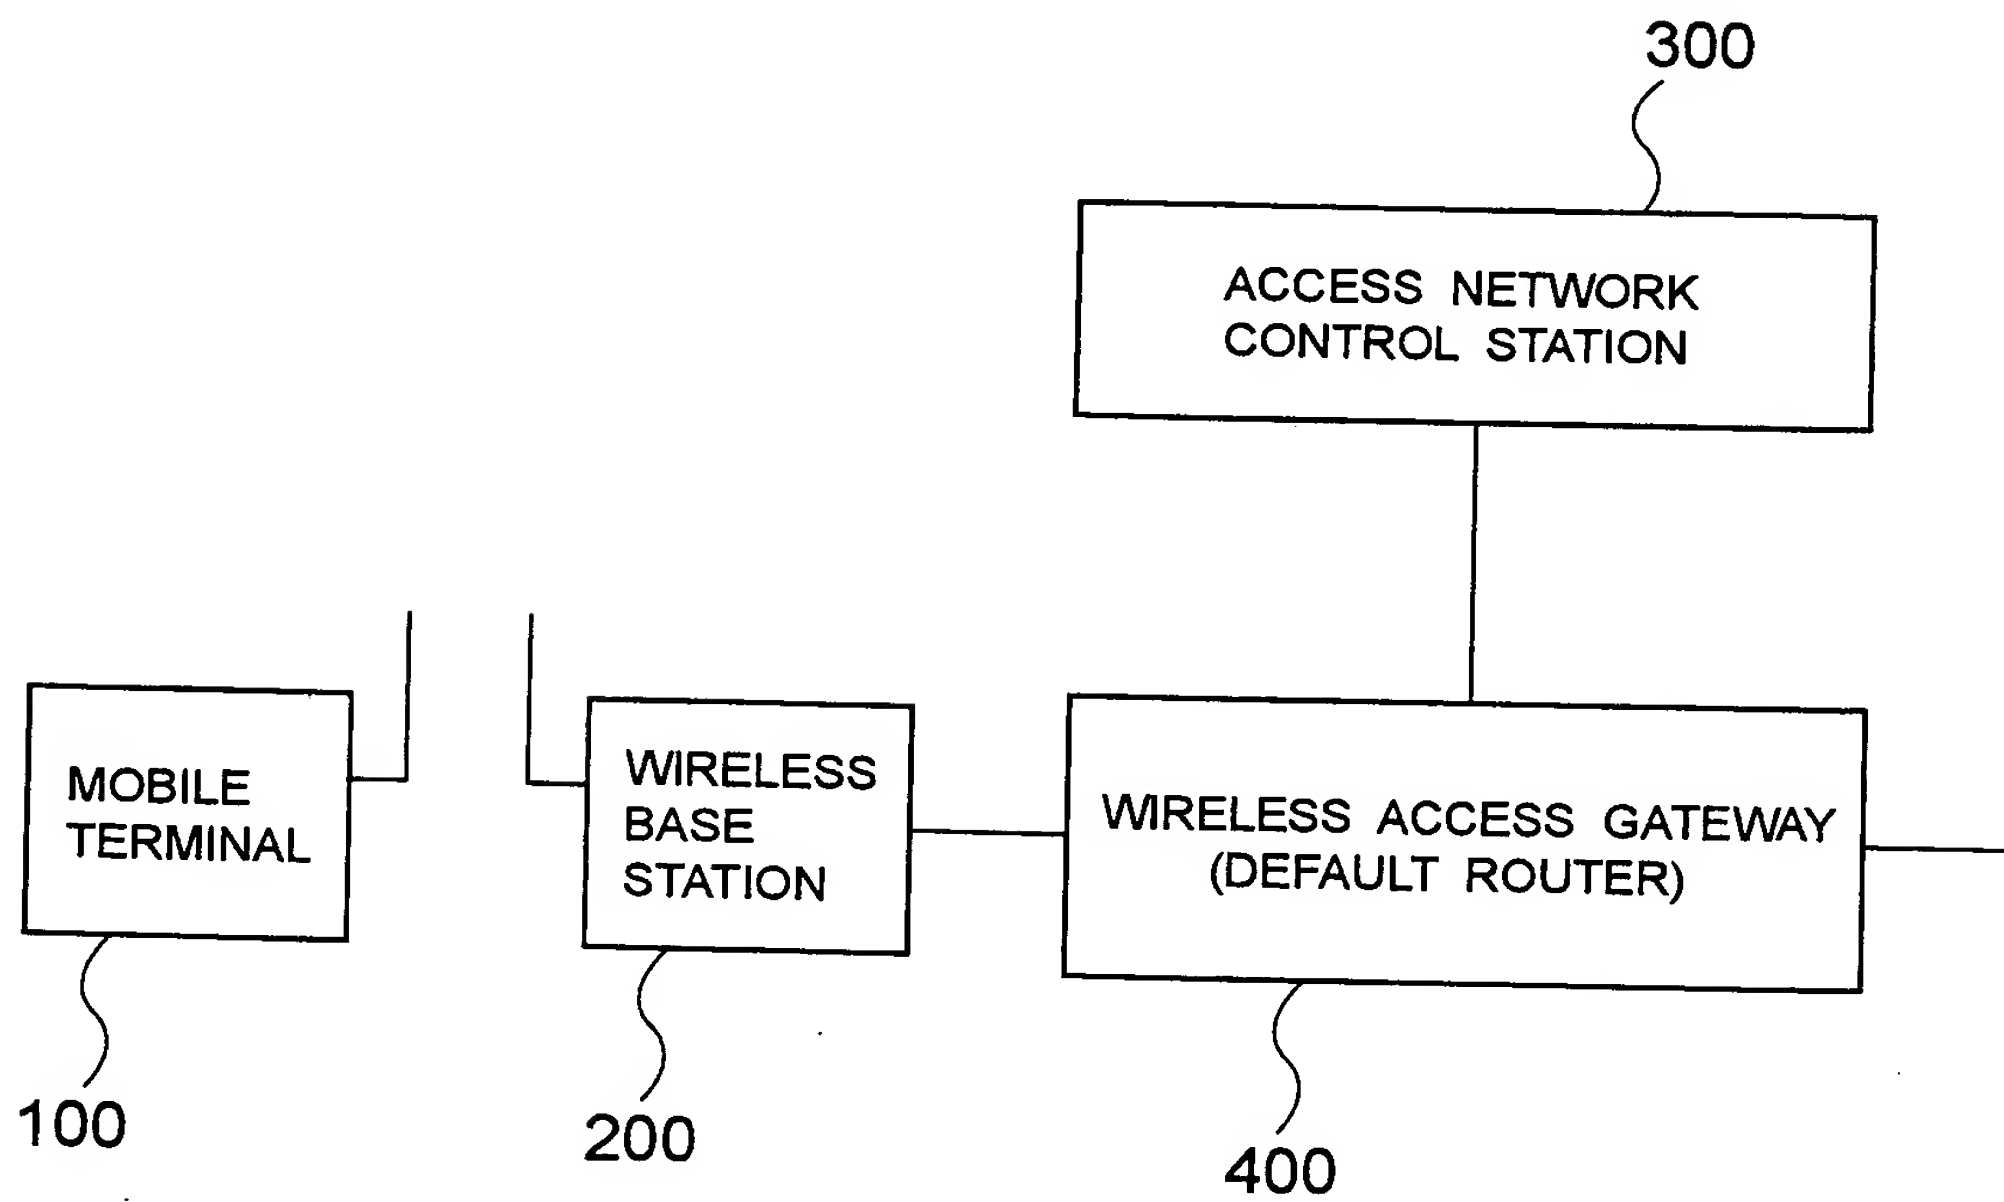 300
ACCESS NETWORK
CONTROL STATION
MOBILE
TERMINAL
WIRELESS
BASE
STATION
WIRELESS ACCESS GATEWAY
(DEFAULT ROUTER)
100
200
400